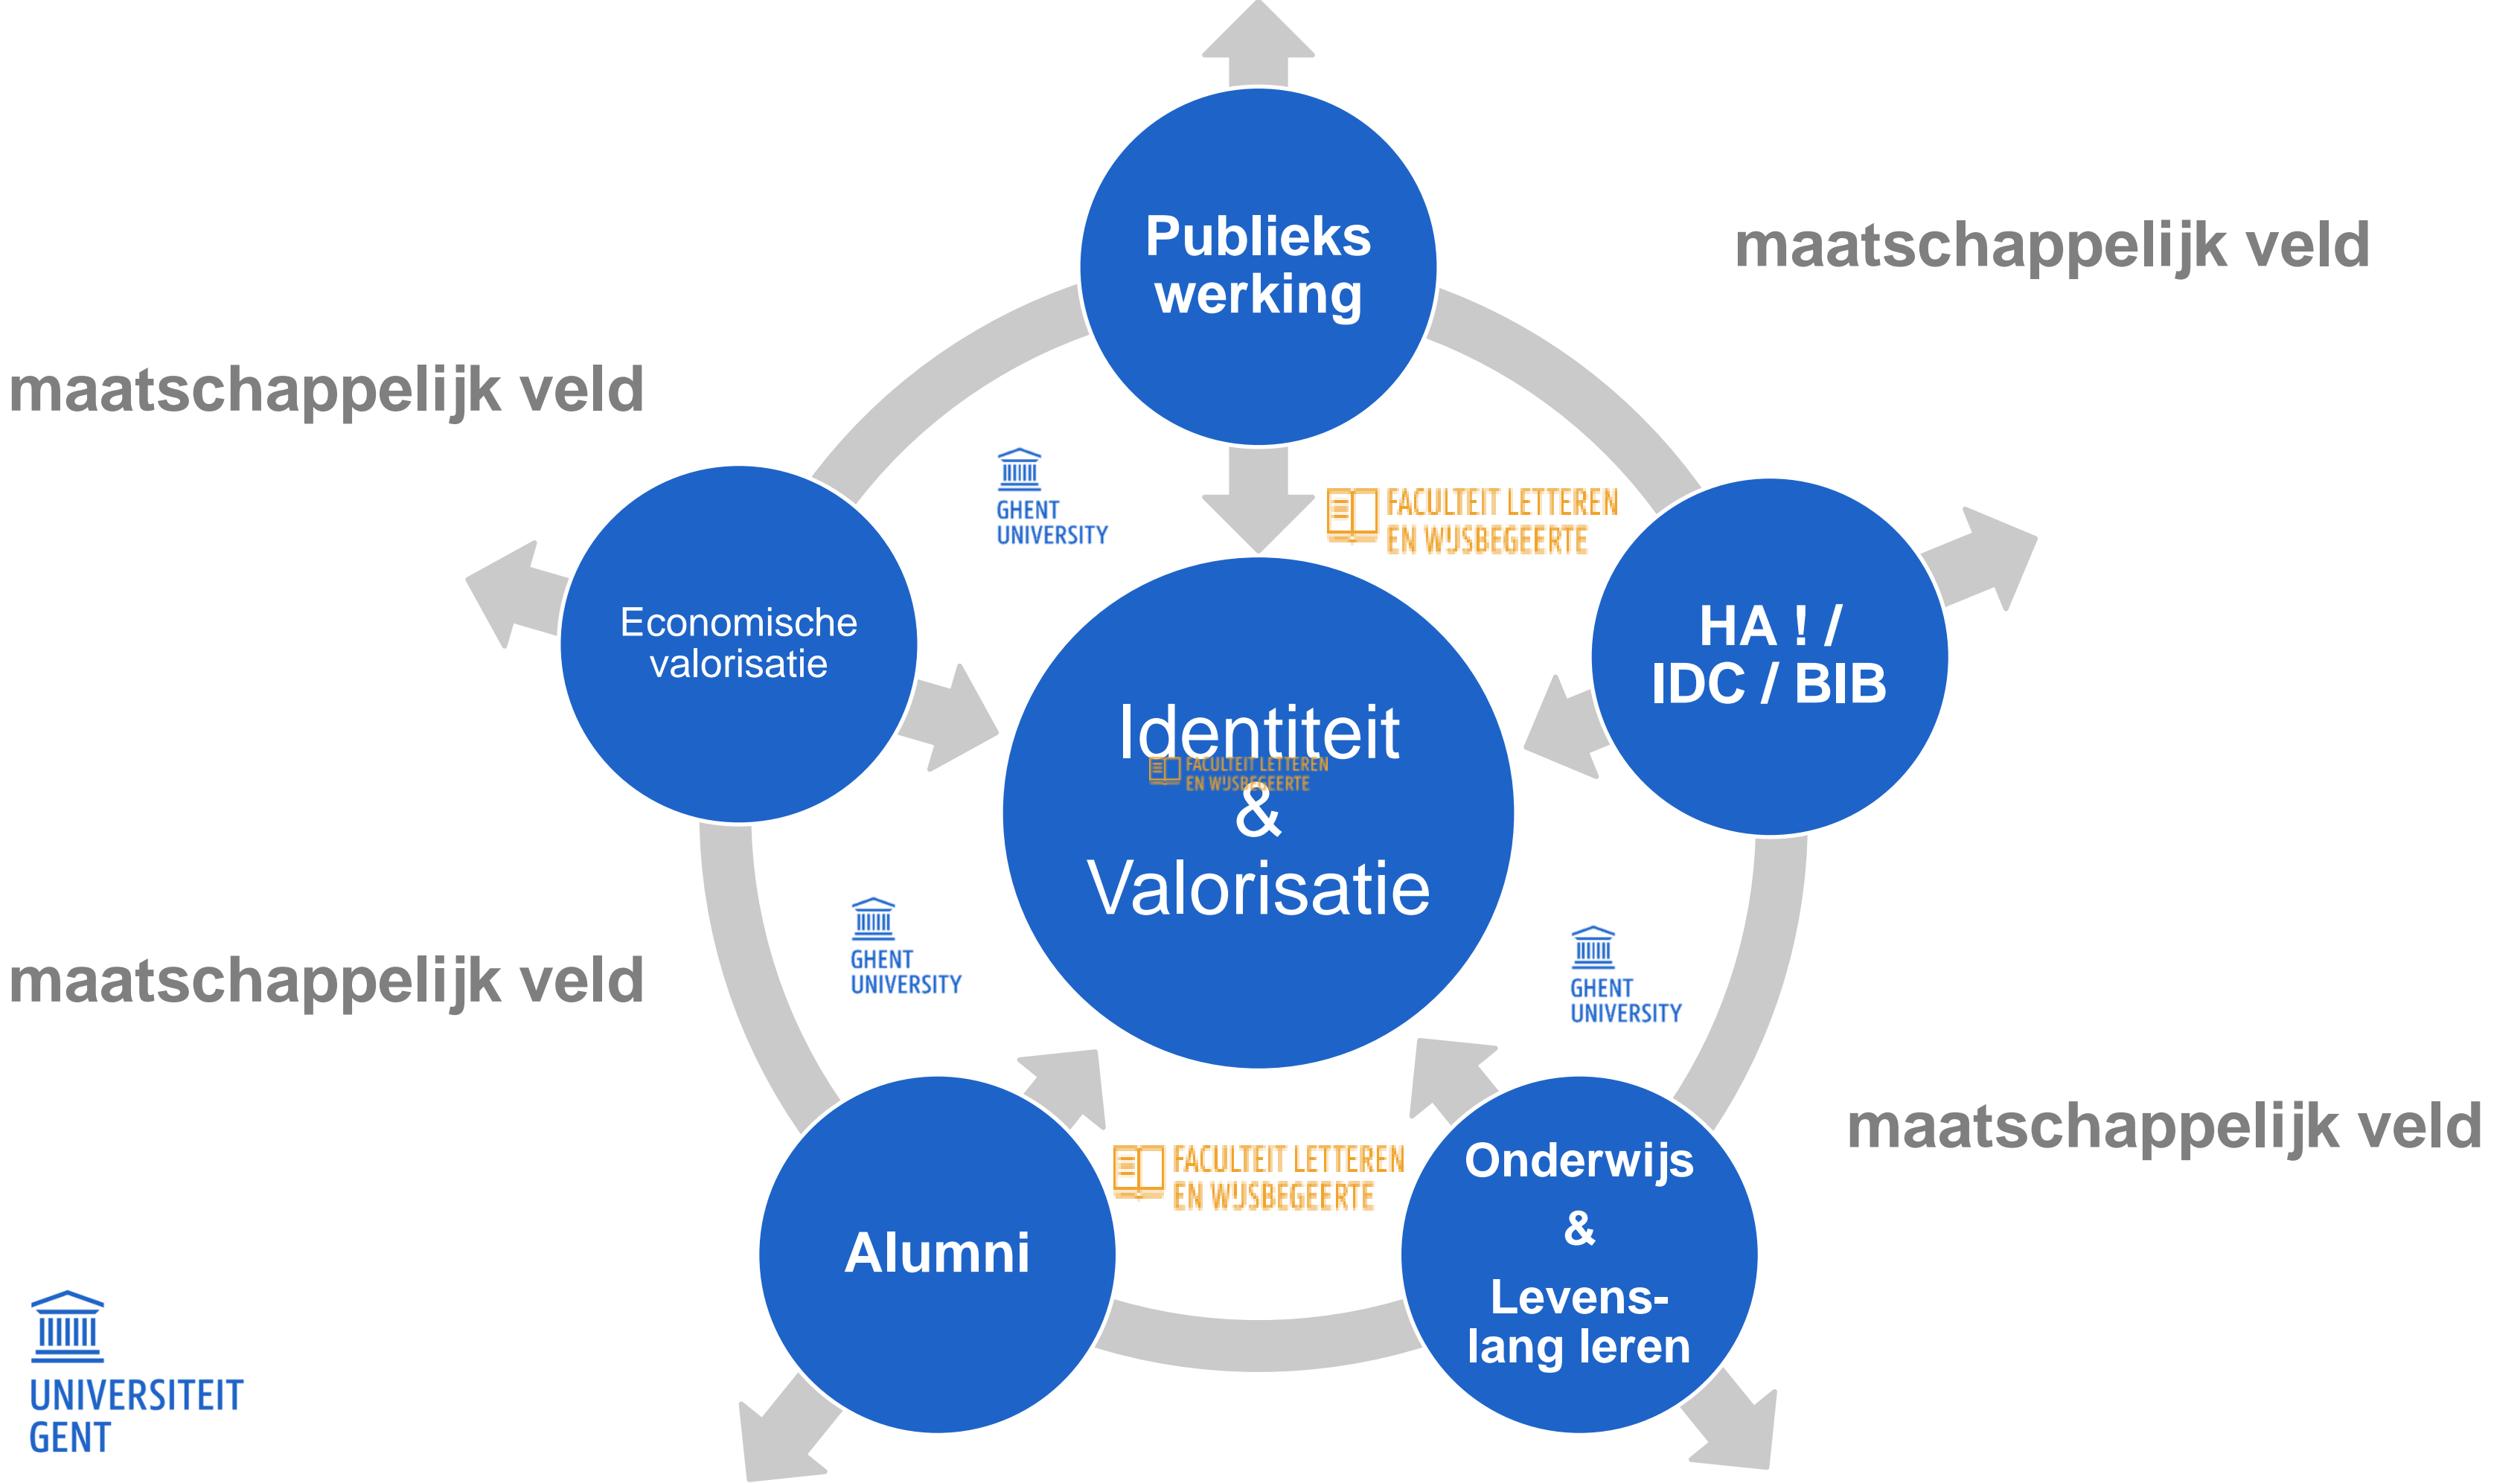 Publieks
werking
maatschappelijk veld
maatschappelijk veld
GHENT
UNIVERSITY
FACULTEIT LETTEREN
EN WIJSBEGEERTE
Economische
valorisatie
HA ! /
IDC / BIB
Identiteit
FACULTEIT LETTEREN
EN WIJSBEGEERTE
&
Valorisatie
GHENT
UNIVERSITY
GHENT
UNIVERSITY
maatschappelijk veld
maatschappelijk veld
FACULTEIT LETTEREN
EN WIJSBEGEERTE
Alumni
Onderwijs
&
Levens-
lang leren
UNIVERSITEIT
GENT